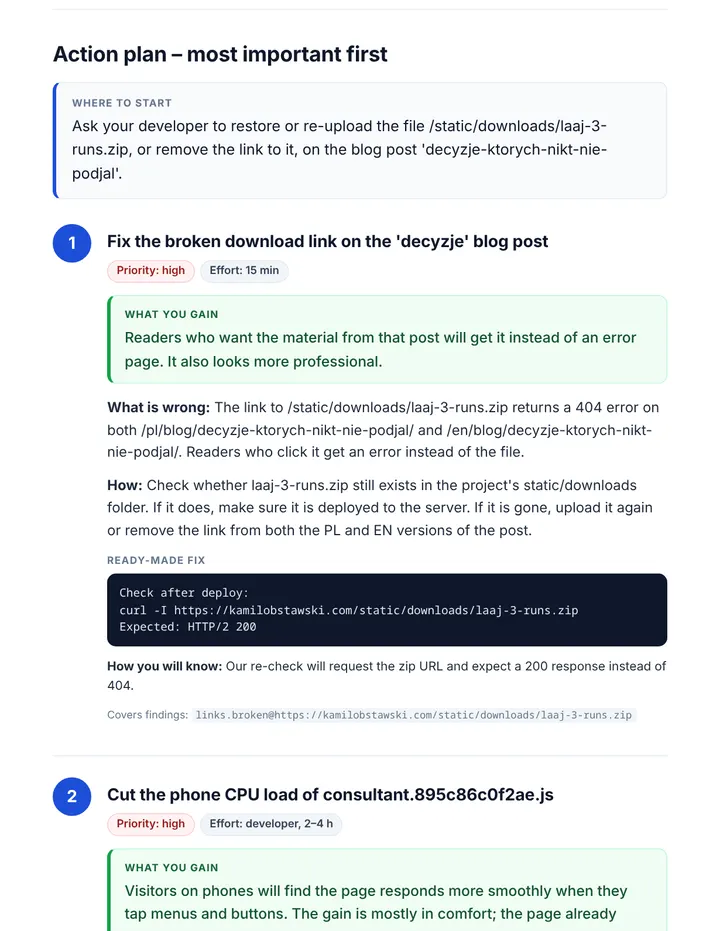 Action plan – most important first
WHERE TO START
Ask your developer to restore or re-upload the file /static/downloads/laaj-3-
runs.zip, or remove the link to it, on the blog post 'decyzje-ktorych-nikt-nie-
podjal'.
1
Fix the broken download link on the 'decyzje' blog post
Priority: high Effort: 15 min
WHAT YOU GAIN
Readers who want the material from that post will get it instead of an error
page. It also looks more professional.
What is wrong: The link to /static/downloads/laaj-3-runs.zip returns a 404 error on
both /pl/blog/decyzje-ktorych-nikt-nie-podjal/ and /en/blog/decyzje-ktorych-nikt-
nie-podjal/. Readers who click it get an error instead of the file.
How: Check whether laaj-3-runs.zip still exists in the project's static/downloads
folder. If it does, make sure it is deployed to the server. If it is gone, upload it again
or remove the link from both the PL and EN versions of the post.
READY-MADE FIX
Check after deploy:
curl -I https://kamilobstawski.com/static/downloads/laaj-3-runs.zip
Expected: HTTP/2 200
How you will know: Our re-check will request the zip URL and expect a 200 response instead of
404.
Covers findings: links.broken@https://kamilobstawski.com/static/downloads/laaj-3-runs.zip
2
Cut the phone CPU load of consultant.895c86c0f2ae.js
Priority: high Effort: developer, 2–4 h
WHAT YOU GAIN
Visitors on phones will find the page responds more smoothly when they
tap menus and buttons. The gain is mostly in comfort; the page already